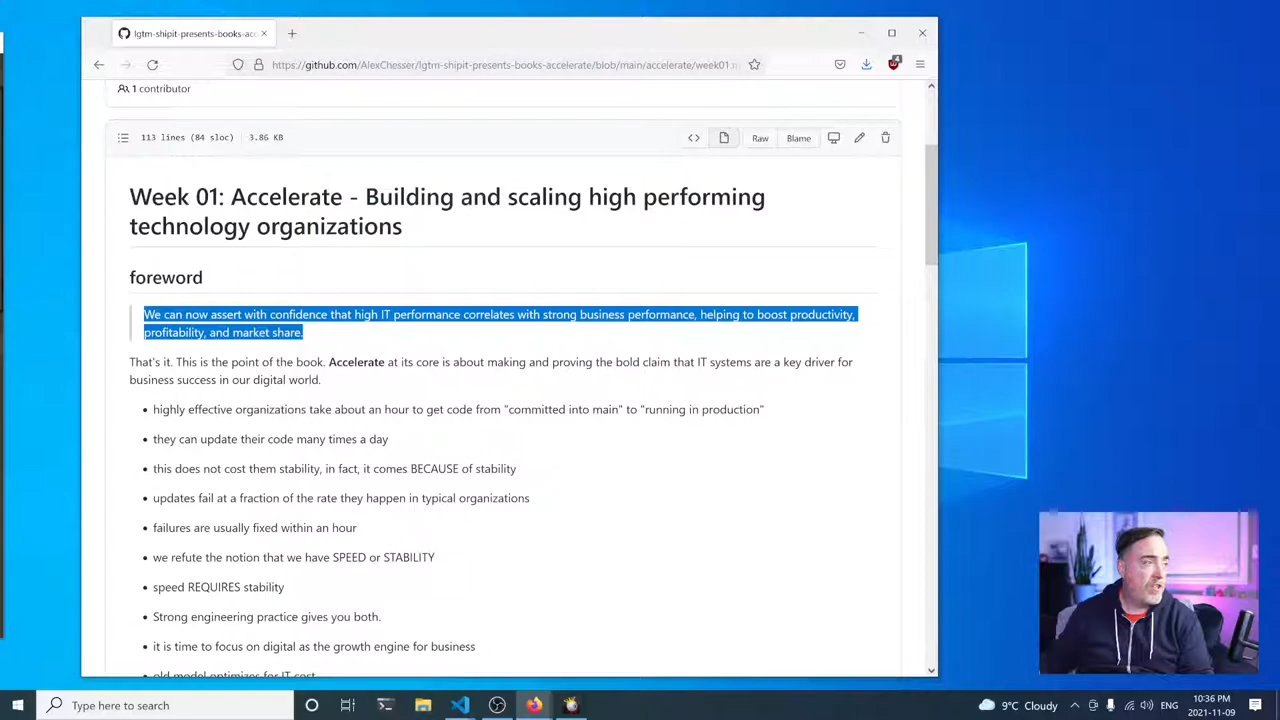 lgtm-shipit-presents-books-acc
https://github.com/AlexChesser/lgtm-shipit-presents-books-accelerate/blob/main/accelerate/week01.
4
1 contributor
113 lines (84 sloc) 3.86 KB
Raw
Blame
Week 01: Accelerate - Building and scaling high performing
technology organizations
foreword
We can now assert with confidence that high IT performance correlates with strong business performance, helping to boost productivity,
profitability, and market share.
That's it. This is the point of the book. Accelerate at its core is about making and proving the bold claim that IT systems are a key driver for
business success in our digital world.
• highly effective organizations take about an hour to get code from "committed into main" to "running in production"
• they can update their code many times a day
• this does not cost them stability, in fact, it comes BECAUSE of stability
• updates fail at a fraction of the rate they happen in typical organizations
• failures are usually fixed within an hour
• we refute the notion that we have SPEED or STABILITY
• speed REQUIRES stability
• Strong engineering practice gives you both.
• it is time to focus on digital as the growth engine for business
• old model optimizes for IT cost
Type here to search
9°C Cloudy
ENG
10:36 PM
2021-11-09